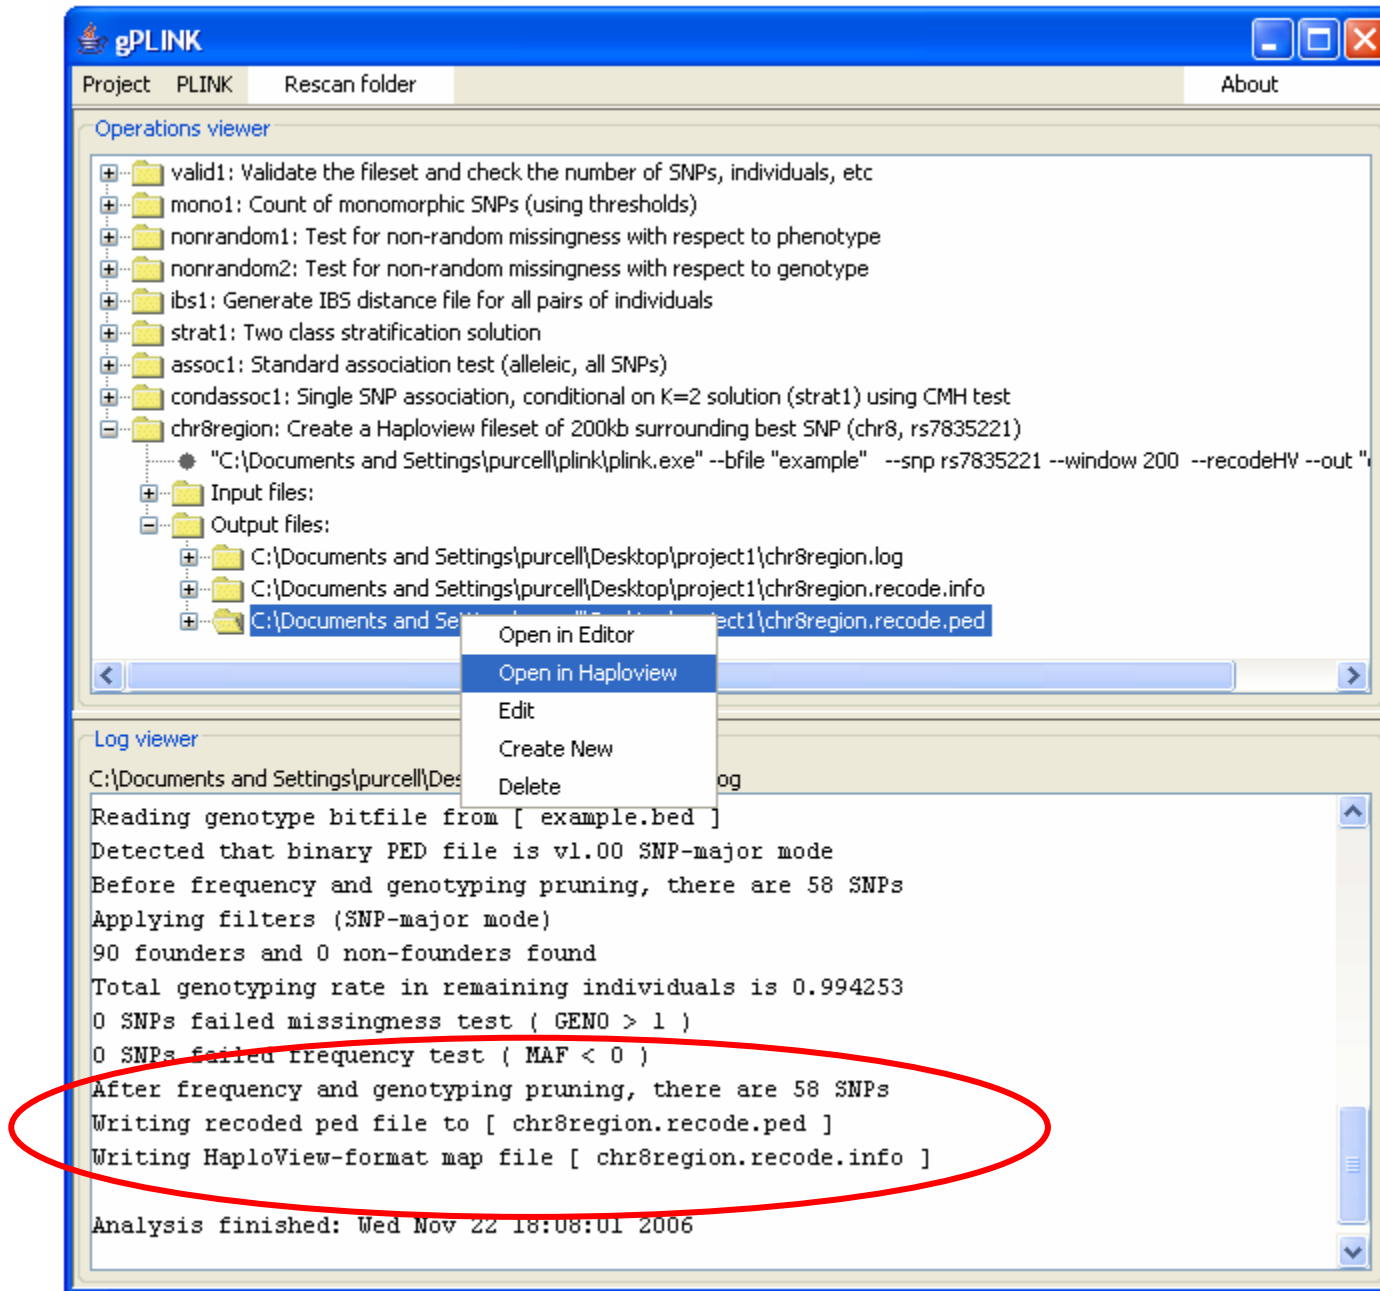 gPLINK
Project PLINK Rescan folder About
Operations viewer
valid1: Validate the fileset and check the number of SNPs, individuals, etc
mono1: Count of monomorphic SNPs (using thresholds)
nonrandom1: Test for non-random missingness with respect to phenotype
nonrandom2: Test for non-random missingness with respect to genotype
ibs1: Generate IBS distance file for all pairs of individuals
strat1: Two class stratification solution
assoc1: Standard association test (alleleic, all SNPs)
condassoc1: Single SNP association, conditional on K=2 solution (strat1) using CMH test
chr8region: Create a Haploview fileset of 200kb surrounding best SNP (chr8, rs7835221)
"C:\Documents and Settings\purcell\plink\plink.exe" --bfile "example" --snp rs7835221 --window 200 --recodeHV --out "
Input files:
Output files:
C:\Documents and Settings\purcell\Desktop\project1\chr8region.log
C:\Documents and Settings\purcell\Desktop\project1\chr8region.recode.info
C:\Documents and Se ect1\chr8region.recode.ped
Open in Editor
Open in Haploview
Edit
Create New
Delete
Log viewer
C:\Documents and Settings\purcell\Des og
Reading genotype bitfile from [ example.bed ]
Detected that binary PED file is v1.00 SNP-major mode
Before frequency and genotyping pruning, there are 58 SNPs
Applying filters (SNP-major mode)
90 founders and 0 non-founders found
Total genotyping rate in remaining individuals is 0.994253
0 SNPs failed missingness test ( GENO > 1 )
0 SNPs failed frequency test ( MAF < 0 )
After frequency and genotyping pruning, there are 58 SNPs
Writing recoded ped file to [ chr8region.recode.ped ]
Writing HaploView-format map file [ chr8region.recode.info ]
Analysis finished: Wed Nov 22 18:08:01 2006